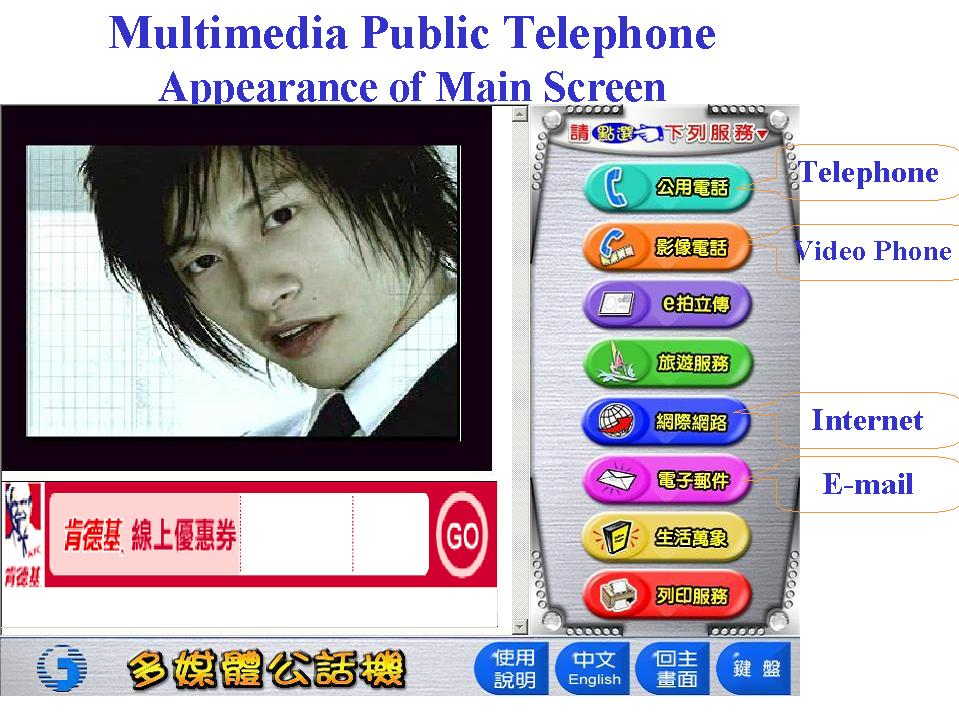 Multimedia Public Telephone
Appearance of Main Screen
請 點選 下列服務
公用電話
Telephone
影像電話
Video Phone
e拍立傳
旅遊服務
網際網路
Internet
電子郵件
E-mail
生活萬象
列印服務
KFC
肯德基
肯德基 線上優惠券
GO
多媒體公話機
使用
說明
中文
English
回主
畫面
鍵 盤